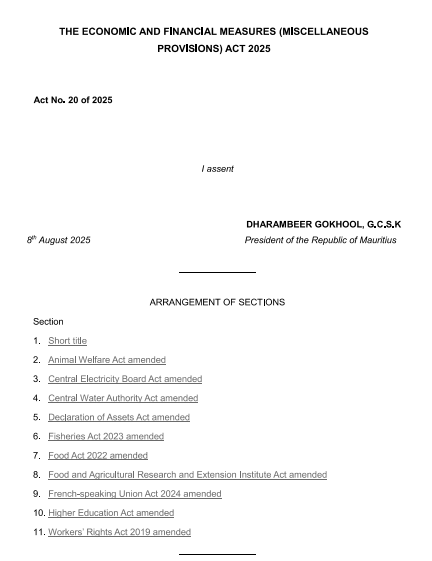 THE ECONOMIC AND FINANCIAL MEASURES (MISCELLANEOUS
PROVISIONS) ACT 2025
Act No. 20 of 2025
I assent
DHARAMBEER GOKHOOL, G.C.S.K
8th August 2025 President of the Republic of Mauritius
ARRANGEMENT OF SECTIONS
Section
1. Short title
2. Animal Welfare Act amended
3. Central Electricity Board Act amended
4. Central Water Authority Act amended
5. Declaration of Assets Act amended
6. Fisheries Act 2023 amended
7. Food Act 2022 amended
8. Food and Agricultural Research and Extension Institute Act amended
9. French-speaking Union Act 2024 amended
10. Higher Education Act amended
11. Workers' Rights Act 2019 amended